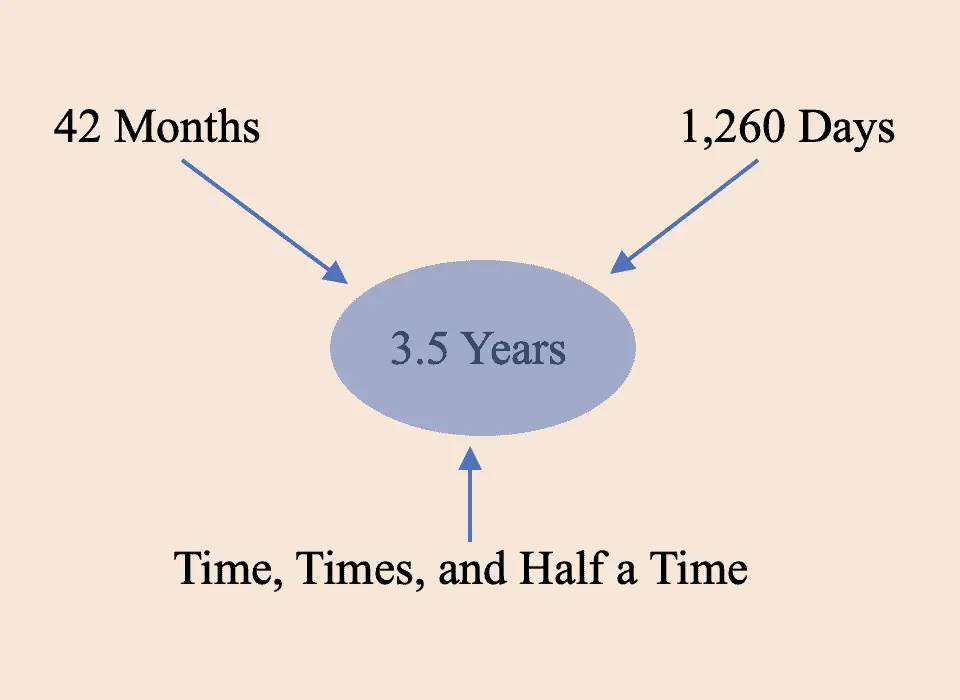 42 Months
1,260 Days
3.5 Years
Time, Times, and Half a Time